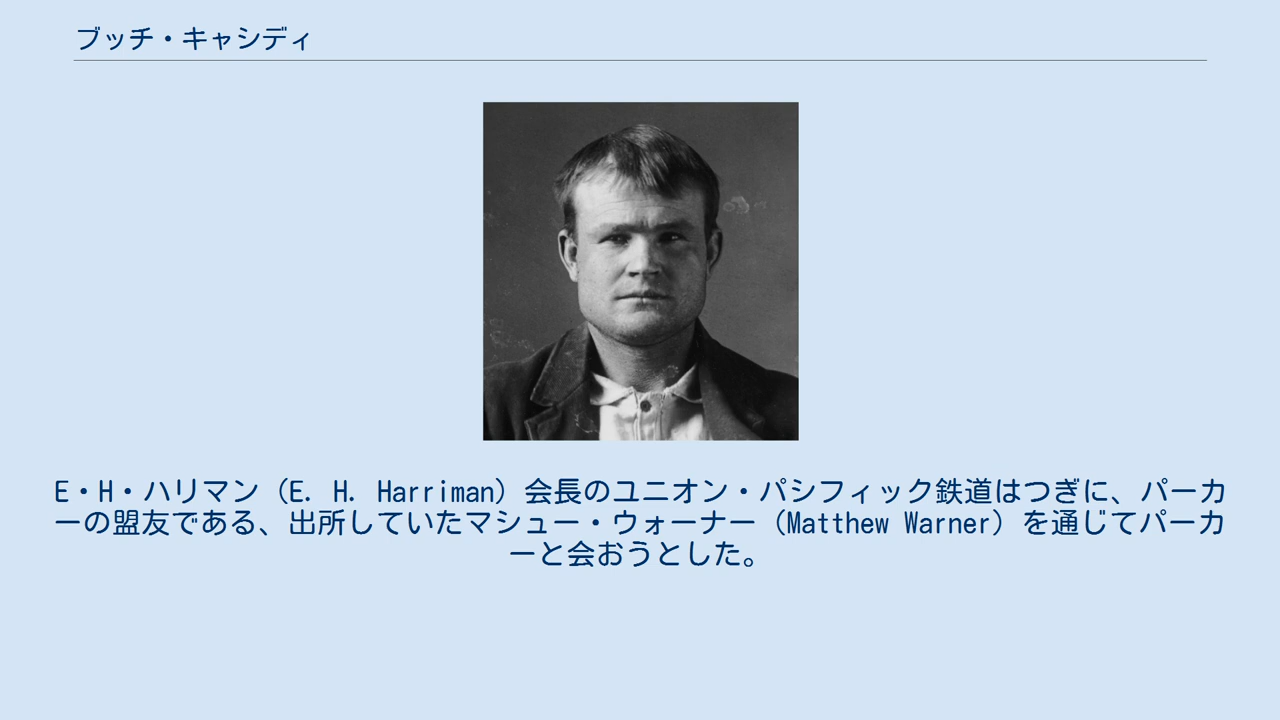 ブッチ・キャシディ
E・H・ハリマン（E. H. Harriman）会長のユニオン・パシフィック鉄道はつぎに、パーカ
ーの盟友である、出所していたマシュー・ウォーナー（Matthew Warner）を通じてパーカ
ーと会おうとした。